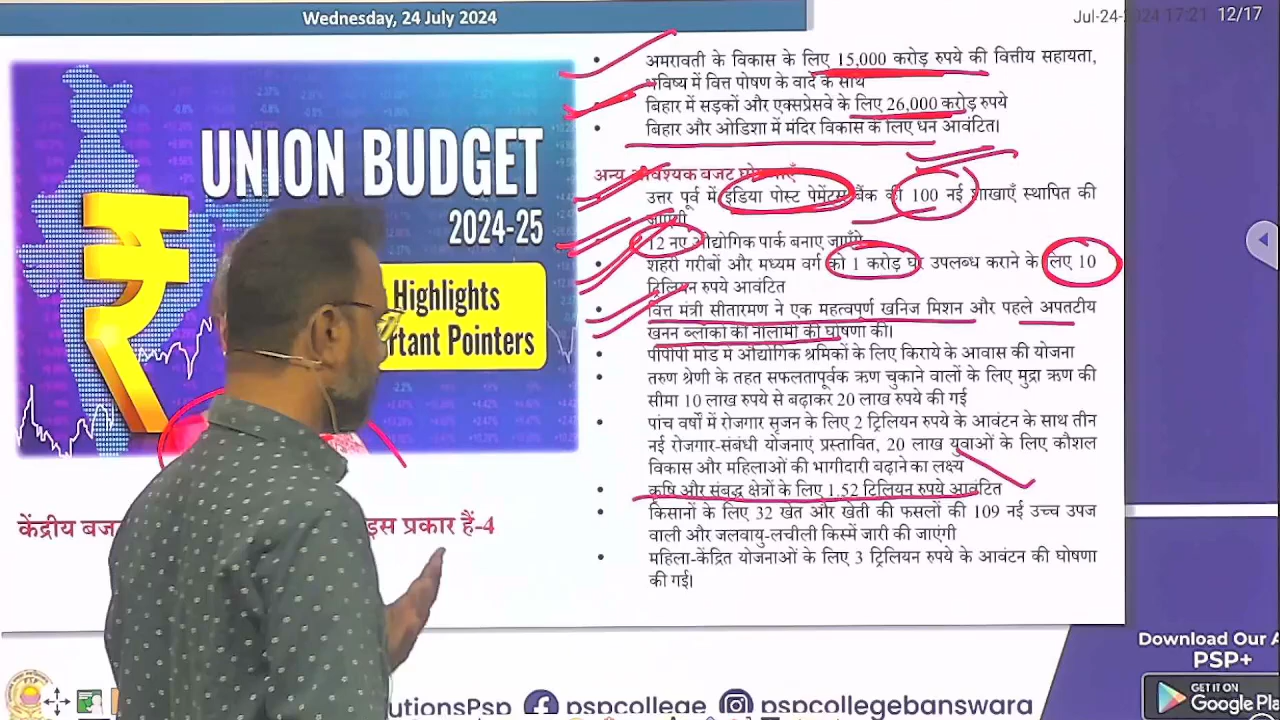 Wednesday, 24 July 2024
Jul-24-2024 17:21 12/17
UNION BUDGET
2024-25
Highlights
rtant Pointers
केंद्रीय बज
इस प्रकार हैं-4
अमरावती के विकास के लिए 15,000 करोड़ रुपये की वित्तीय सहायता,
भविष्य में वित्त पोषण के वादे के साथ
बिहार में सड़कों और एक्सप्रेसवे के लिए 26,000 करोड़ रुपये
बिहार और ओडिशा में मंदिर विकास के लिए धन आवंटित।
अन्य बजट
उत्तर पूर्व में इंडिया पोस्ट पेमेंट्स बैंक की 100 नई शाखाएँ स्थापित की
जाएंगी
12 नए औद्योगिक पार्क बनाए जाएँगे
शहरी गरीबों और मध्यम वर्ग को 1 करोड़ घर उपलब्ध कराने के लिए 10
ट्रिलियन रुपये आवंटित
वित्त मंत्री सीतारमण ने एक महत्वपूर्ण खनिज मिशन और पहले अपतटीय
खनन ब्लॉकों की नीलामी की घोषणा की।
पीपीपी मोड में औद्योगिक श्रमिकों के लिए किराये के आवास की योजना
तरुण श्रेणी के तहत सफलतापूर्वक ऋण चुकाने वालों के लिए मुद्रा ऋण की
सीमा 10 लाख रुपये से बढ़ाकर 20 लाख रुपये की गई
पांच वर्षों में रोजगार सृजन के लिए 2 ट्रिलियन रुपये के आवंटन के साथ तीन
नई रोजगार-संबंधी योजनाएं प्रस्तावित, 20 लाख युवाओं के लिए कौशल
विकास और महिलाओं की भागीदारी बढ़ाने का लक्ष्य
कृषि और संबद्ध क्षेत्रों के लिए 1.52 ट्रिलियन रुपये आवंटित
किसानों के लिए 32 खेत और खेती की फसलों की 109 नई उच्च उपज
वाली और जलवायु-लचीली किस्में जारी की जाएंगी
महिला-केंद्रित योजनाओं के लिए 3 ट्रिलियन रुपये के आवंटन की घोषणा
की गई।
Download Our A
PSP+
GET IT ON
Google Pla
utionsPsp pspcollege pspcollegebanswara